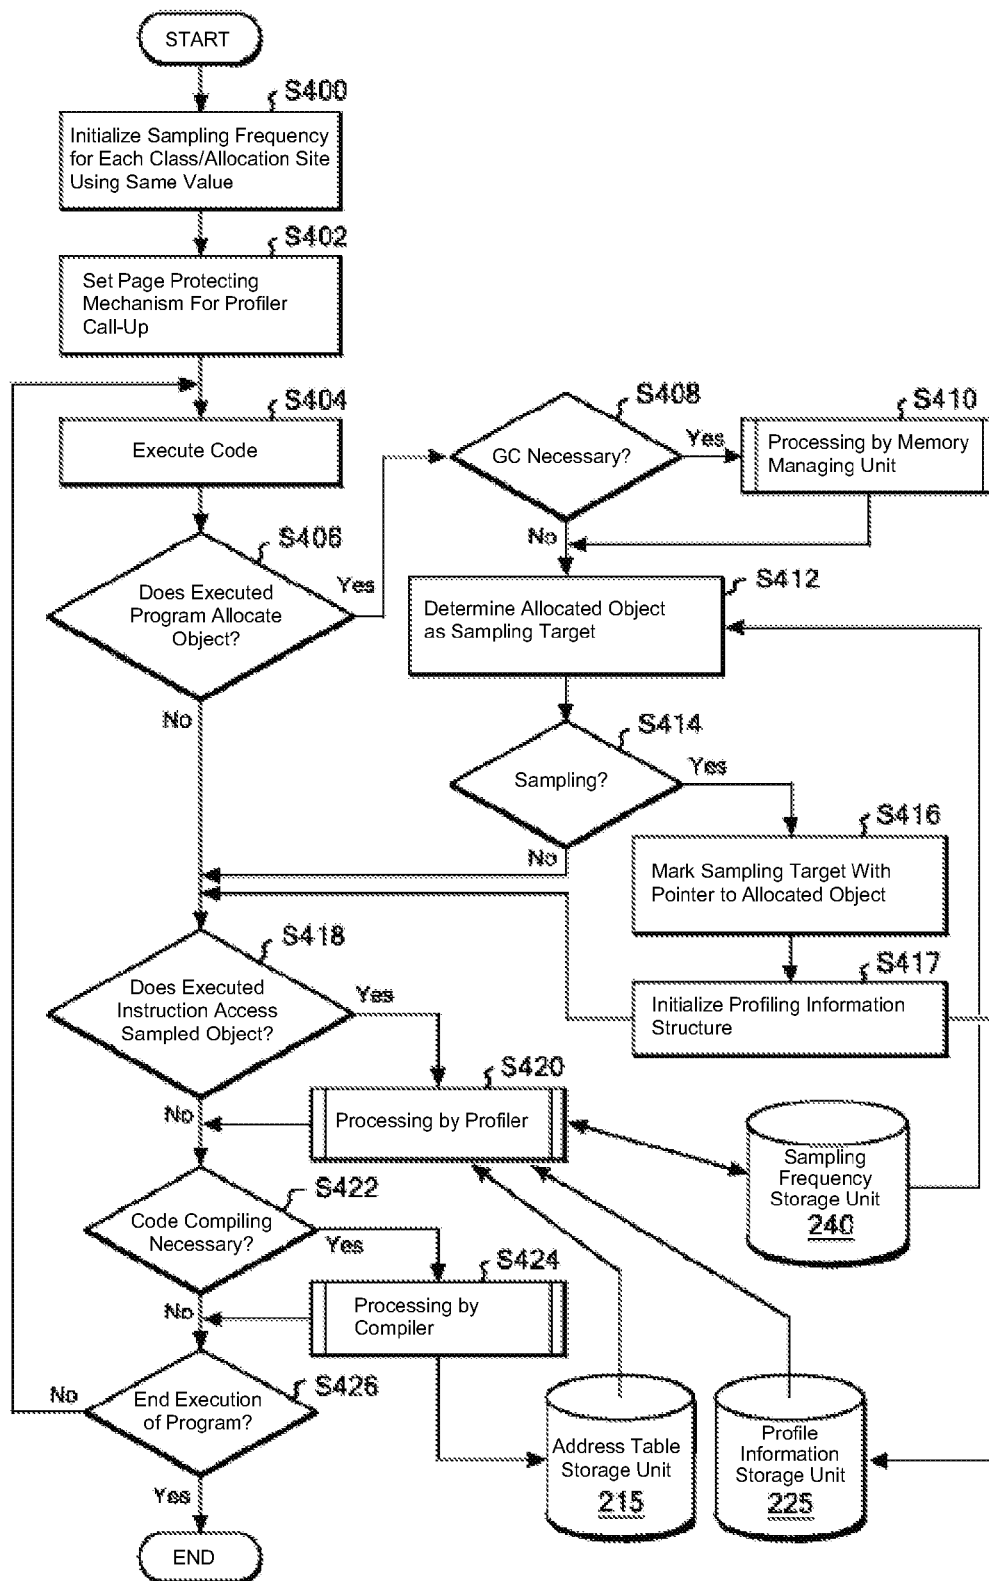 START
S400
Initialize Sampling Frequency
for Each Class/Allocation Site
Using Same Value
S402
Set Page Protecting
Mechanism For Profiler
Call-Up
S404
Execute Code
S406
Does Executed
Program Allocate
Object?
Yes
No
S408
GC Necessary?
Yes
No
S410
Processing by Memory
Managing Unit
S412
Determine Allocated Object
as Sampling Target
S414
Sampling?
Yes
No
S416
Mark Sampling Target With
Pointer to Allocated Object
S417
Initialize Profiling Information
Structure
S418
Does Executed
Instruction Access
Sampled Object?
Yes
No
S420
Processing by Profiler
Sampling
Frequency
Storage Unit
240
S422
Code Compiling
Necessary?
Yes
No
S424
Processing by
Compiler
S426
End Execution
of Program?
No
Yes
Address Table
Storage Unit
215
Profile
Information
Storage Unit
225
END